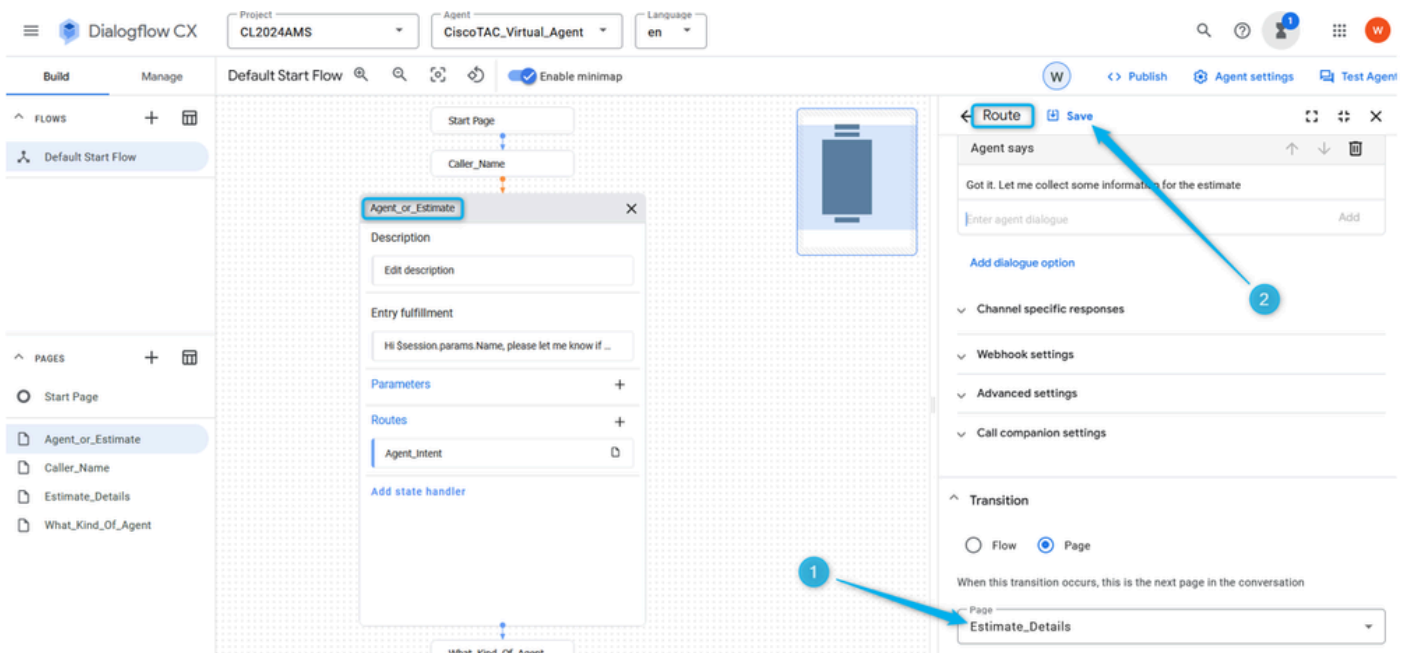 Dialogflow CX
Project
CL2024AMS
Agent
CiscoTAC_Virtual_Agent
Language
en
1
W
Build
Manage
Default Start Flow
Enable minimap
W
<> Publish
Agent settings
Test Agent
FLOWS
Default Start Flow
PAGES
Start Page
Agent_or_Estimate
Caller_Name
Estimate_Details
What_Kind_Of_Agent
Start Page
Caller_Name
Agent_or_Estimate
Description
Edit description
Entry fulfillment
Hi $session.params.Name, please let me know if ...
Parameters
Routes
Agent_Intent
Add state handler
What_Kind_Of_Agent
Route
Save
Agent says
Got it. Let me collect some information for the estimate
Enter agent dialogue
Add
Add dialogue option
2
Channel specific responses
Webhook settings
Advanced settings
Call companion settings
Transition
Flow
Page
1
When this transition occurs, this is the next page in the conversation
Page
Estimate_Details